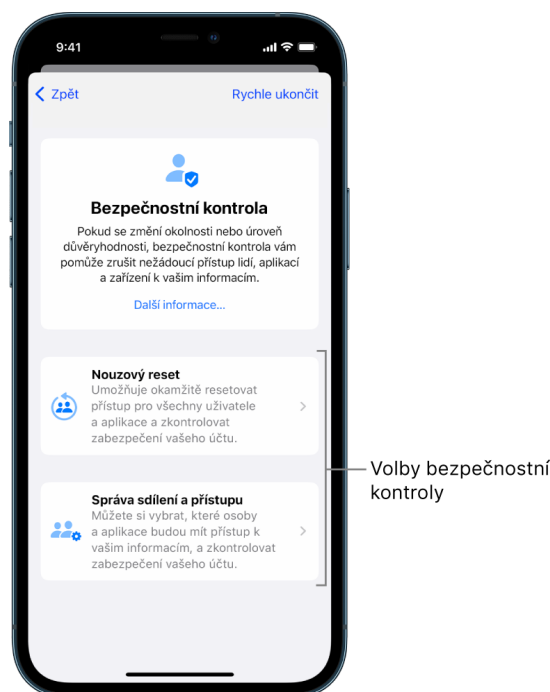 9:41
Zpět
Rychle ukončit
Bezpečnostní kontrola
Pokud se změní okolnosti nebo úroveň
důvěryhodnosti, bezpečnostní kontrola vám
pomůže zrušit nežádoucí přístup lidí, aplikací
a zařízení k vašim informacím.
Další informace...
Nouzový reset
Umožňuje okamžitě resetovat
přístup pro všechny uživatele
a aplikace a zkontrolovat
zabezpečení vašeho účtu.
Správa sdílení a přístupu
Můžete si vybrat, které osoby
a aplikace budou mít přístup k
vašim informacím, a zkontrolovat
zabezpečení vašeho účtu.
Volby bezpečnostní
kontroly